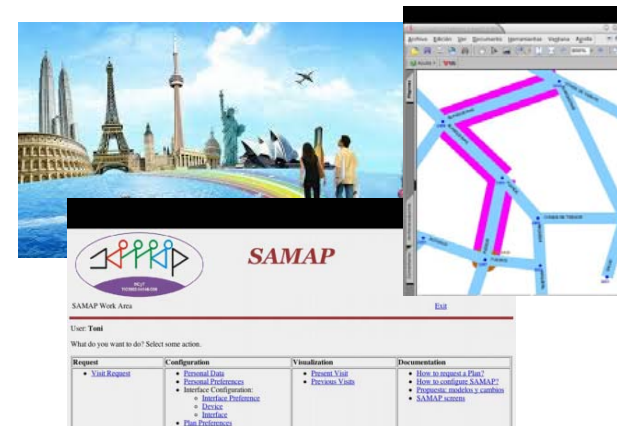 Archivo Edición Ver Documento Herramientas Ventana Ayuda
SAMAP
SAMAP Work Area
Exit
User: Toni
What do you want to do? Select some action.
Request Configuration Visualization Documentation
Visit Request
Personal Data
Personal Preferences
Interface Configuration:
Interface Preference
Device
Interface
Plan Preferences
Present Visit
Previous Visits
How to request a Plan?
How to configure SAMAP?
Propuesta: modelos y cambios
SAMAP screens